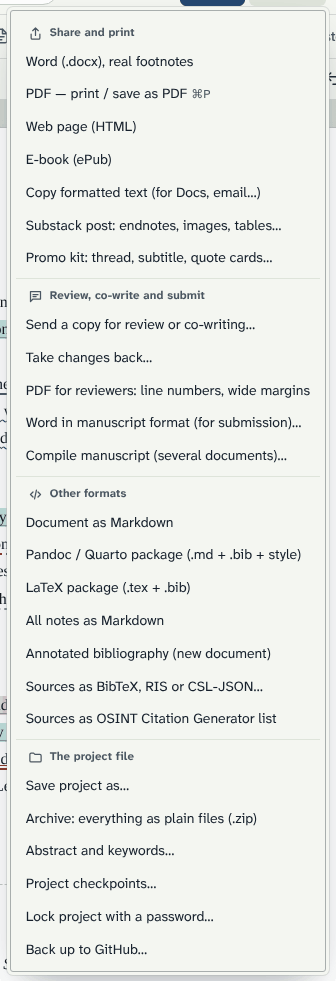 Share and print
Word (.docx), real footnotes
PDF — print / save as PDF ⌘P
Web page (HTML)
E-book (ePub)
Copy formatted text (for Docs, email...)
Substack post: endnotes, images, tables...
Promo kit: thread, subtitle, quote cards...
Review, co-write and submit
Send a copy for review or co-writing...
Take changes back...
PDF for reviewers: line numbers, wide margins
Word in manuscript format (for submission)...
Compile manuscript (several documents)...
Other formats
Document as Markdown
Pandoc / Quarto package (.md + .bib + style)
LaTeX package (.tex + .bib)
All notes as Markdown
Annotated bibliography (new document)
Sources as BibTeX, RIS or CSL-JSON...
Sources as OSINT Citation Generator list
The project file
Save project as...
Archive: everything as plain files (.zip)
Abstract and keywords...
Project checkpoints...
Lock project with a password...
Back up to GitHub...